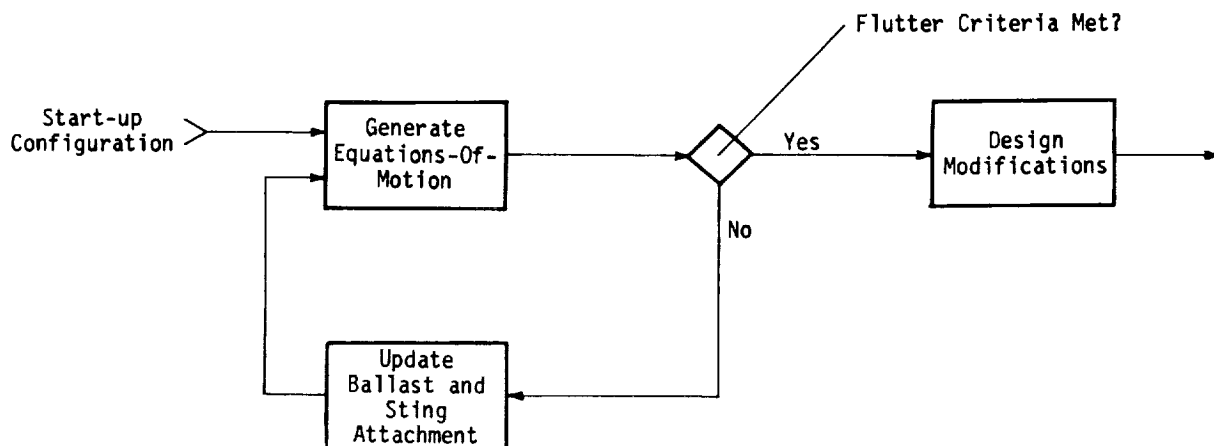 Flutter Criteria Met?
Start-up
Configuration
Generate
Equations-Of-
Motion
Yes
Design
Modifications
No
Update
Ballast and
Sting
Attachment